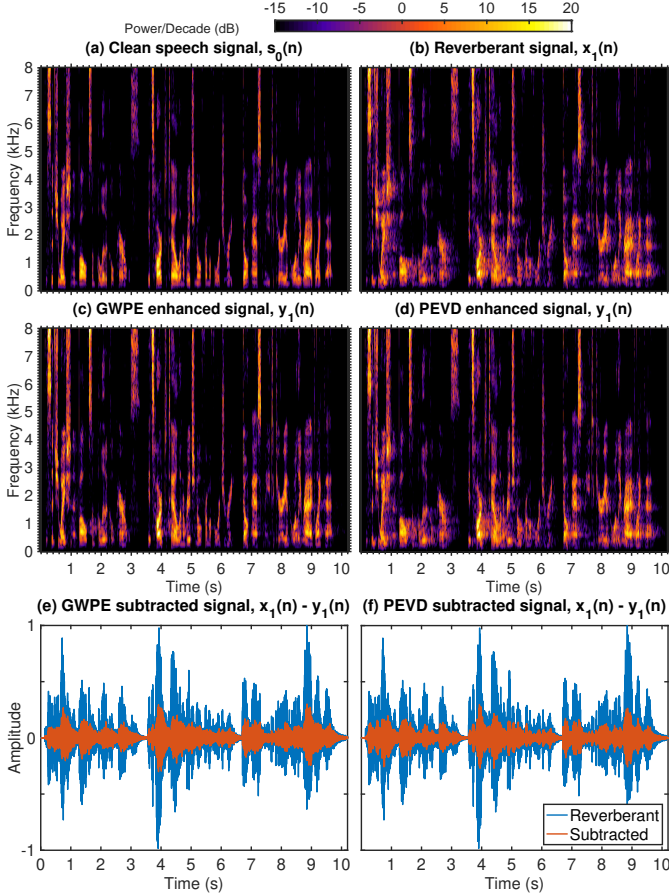 Power/Decade (dB)
-15 -10 -5 0 5 10 15 20
(a) Clean speech signal, s0(n)
(b) Reverberant signal, x1(n)
Frequency (kHz)
8
7
6
5
4
3
2
1
0
(c) GWPE enhanced signal, y1(n)
(d) PEVD enhanced signal, y1(n)
Frequency (kHz)
8
7
6
5
4
3
2
1
0
1 2 3 4 5 6 7 8 9 10
1 2 3 4 5 6 7 8 9 10
Time (s)
Time (s)
(e) GWPE subtracted signal, x1(n) - y1(n)
(f) PEVD subtracted signal, x1(n) - y1(n)
Amplitude
1
0
-1
Reverberant
Subtracted
0 1 2 3 4 5 6 7 8 9 10
1 2 3 4 5 6 7 8 9 10
Time (s)
Time (s)